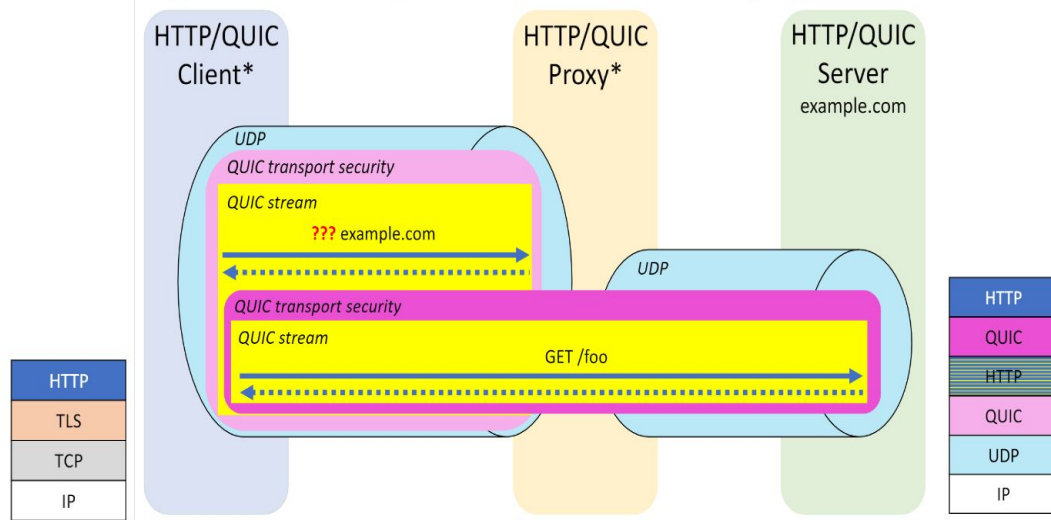 HTTP/QUIC
Client*
HTTP/QUIC
Proxy*
HTTP/QUIC
Server
example.com
UDP
QUIC transport security
QUIC stream
??? example.com
UDP
QUIC transport security
QUIC stream
GET /foo
HTTP
TLS
TCP
IP
HTTP
QUIC
HTTP
QUIC
UDP
IP